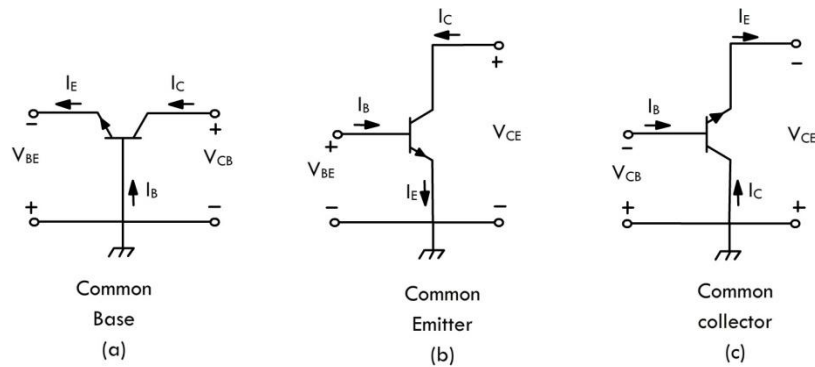 I_E
I_C
−
+
V_BE
V_CB
I_B
+
−
Common
Base
(a)
I_C
+
I_B
+
V_BE
V_CE
I_E
−
−
Common
Emitter
(b)
I_E
−
I_B
−
V_CB
V_CE
I_C
+
+
Common
collector
(c)